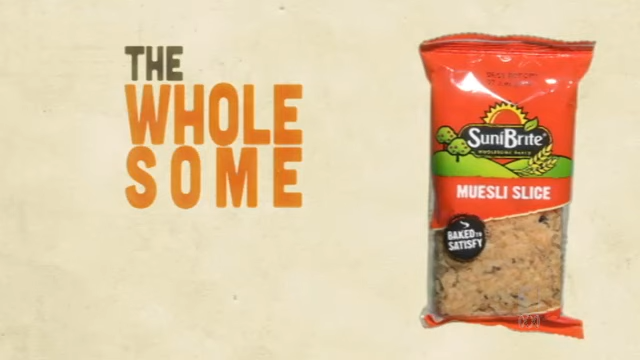 THE
WHOLE
SOME
SuniBrite
MUESLI SLICE
BAKED TO
SATISFY